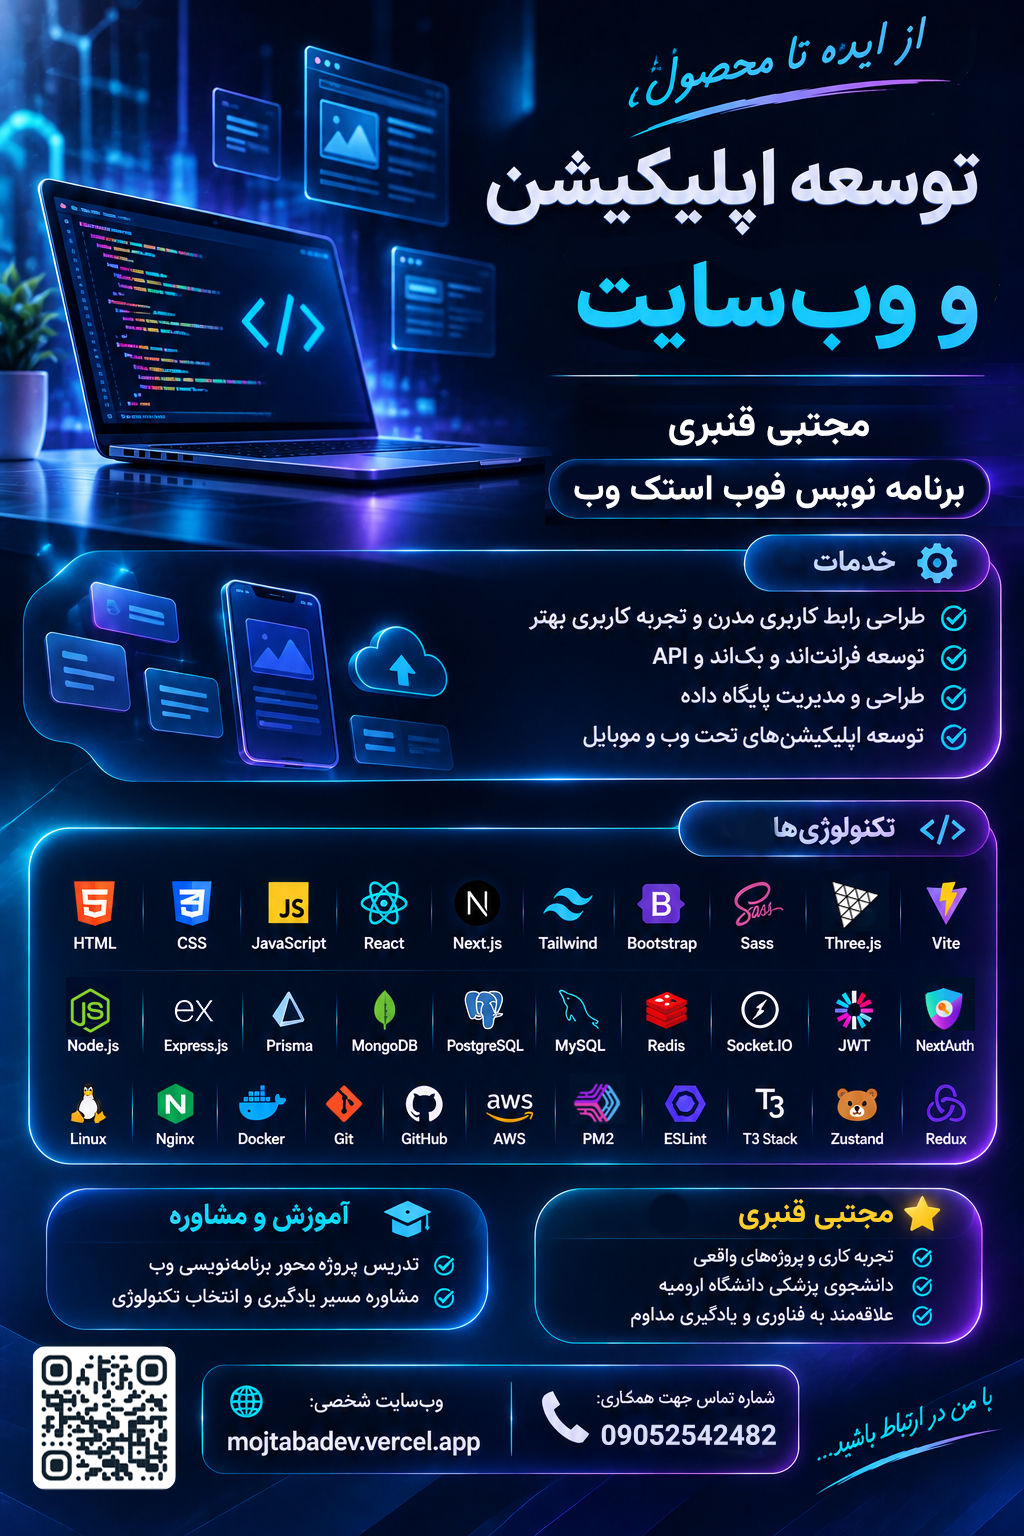 از ایده تا محصول،
توسعه اپلیکیشن
و وب‌سایت
مجتبی قنبری
برنامه نویس فوب استک وب
خدمات
طراحی رابط کاربری مدرن و تجربه کاربری بهتر
توسعه فرانت‌اند و بک‌اند و API
طراحی و مدیریت پایگاه داده
توسعه اپلیکیشن‌های تحت وب و موبایل
تکنولوژی‌ها
JS N B Sass
HTML CSS JavaScript React Next.js Tailwind Bootstrap Sass Three.js Vite
JS ex
Node.js Express.js Prisma MongoDB PostgreSQL MySQL Redis Socket.IO JWT NextAuth
N aws T3
Linux Nginx Docker Git GitHub AWS PM2 ESLint T3 Stack Zustand Redux
مجتبی قنبری
تجربه کاری و پروژه‌های واقعی
دانشجوی پزشکی دانشگاه ارومیه
علاقه‌مند به فناوری و یادگیری مداوم
آموزش و مشاوره
تدریس پروژه محور برنامه‌نویسی وب
مشاوره مسیر یادگیری و انتخاب تکنولوژی
با من در ارتباط باشید...
شماره تماس جهت همکاری:
09052542482
وب‌سایت شخصی:
mojtabadev.vercel.app